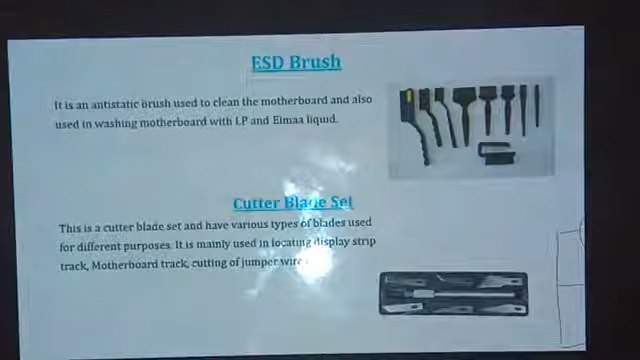 ESD Brush
It is an antistatic brush used to clean the motherboard and also
used in washing motherboard with I.P and Eimaa liquid.
Cutter Blade Set
This is a cutter blade set and have various types of blades used
for different purposes. It is mainly used in locating display strip
track, Motherboard track, cutting of jumper wire